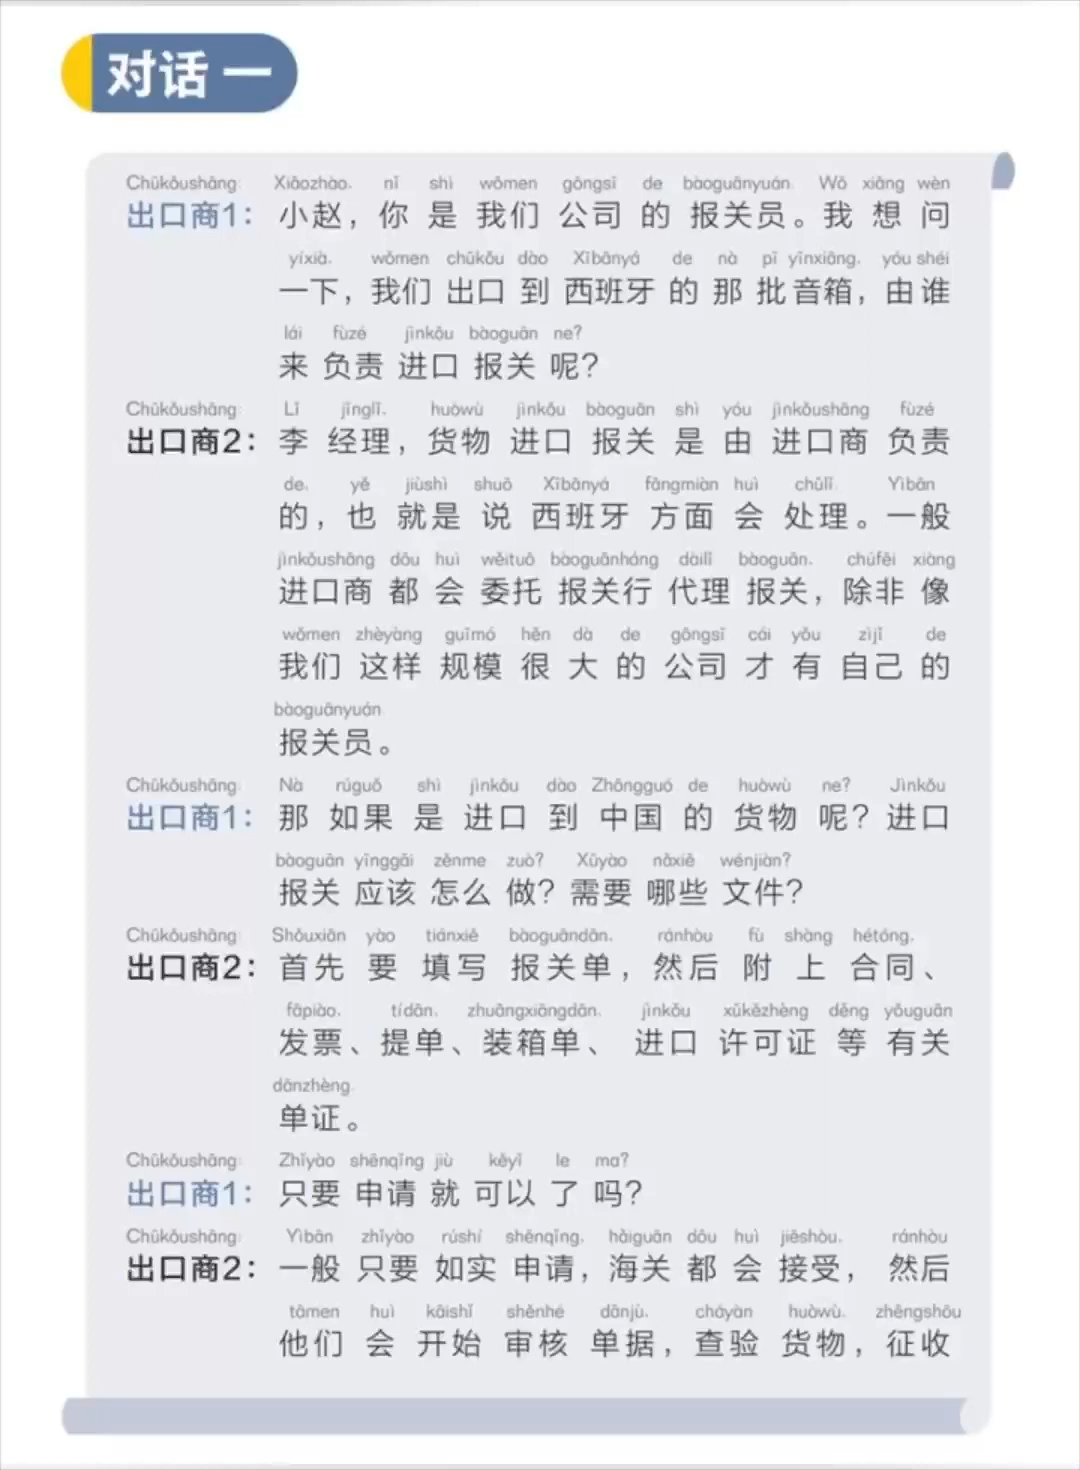 对话一
Chūkǒushāng: Xiǎozhào, nǐ shì wǒmen gōngsī de bàoguānyuán. Wǒ xiǎng wèn
出口商1： 小赵，你 是 我们 公司 的 报关员。我 想 问
yíxià, wǒmen chūkǒu dào Xībānyá de nà pī yīnxiāng, yóu shéi
一下，我们 出口 到 西班牙 的 那 批 音箱，由谁
lái fùzé jìnkǒu bàoguān ne?
来 负责 进口 报关 呢？
Chūkǒushāng: Lǐ jīnglǐ, huòwù jìnkǒu bàoguān shì yóu jìnkǒushāng fùzé
出口商2： 李 经理，货物 进口 报关 是 由 进口商 负责
de, yě jiùshì shuō Xībānyá fāngmiàn huì chǔlǐ. Yìbān
的，也 就是 说 西班牙 方面 会 处理。一般
jìnkǒushāng dōu huì wěituō bàoguānháng dàilǐ bàoguān, chúfēi xiàng
进口商 都 会 委托 报关行 代理 报关，除非 像
wǒmen zhèyàng guīmó hěn dà de gōngsī cái yǒu zìjǐ de
我们 这样 规模 很 大 的 公司 才 有 自己 的
bàoguānyuán.
报关员。
Chūkǒushāng: Nà rúguǒ shì jìnkǒu dào Zhōngguó de huòwù ne? Jìnkǒu
出口商1： 那 如果 是 进口 到 中国 的 货物 呢？进口
bàoguān yīnggāi zěnme zuò? Xūyào nǎxiē wénjiàn?
报关 应该 怎么 做？需要 哪些 文件？
Chūkǒushāng: Shǒuxiān yào tiánxiě bàoguāndān, ránhòu fù shàng hétóng,
出口商2： 首先 要 填写 报关单，然后 附 上 合同、
fāpiào, tídān, zhuāngxiāngdān, jìnkǒu xǔkězhèng děng yǒuguān
发票、提单、装箱单、 进口 许可证 等 有关
dānzhèng.
单证。
Chūkǒushāng: Zhǐyào shēnqǐng jiù kěyǐ le ma?
出口商1： 只要 申请 就 可以 了 吗？
Chūkǒushāng: Yìbān zhǐyào rúshí shēnqǐng, hǎiguān dōu huì jiēshòu, ránhòu
出口商2： 一般 只要 如实 申请，海关 都 会 接受， 然后
tāmen huì kāishǐ shěnhé dānjù, cháyàn huòwù, zhēngshōu
他们 会 开始 审核 单据，查验 货物，征收